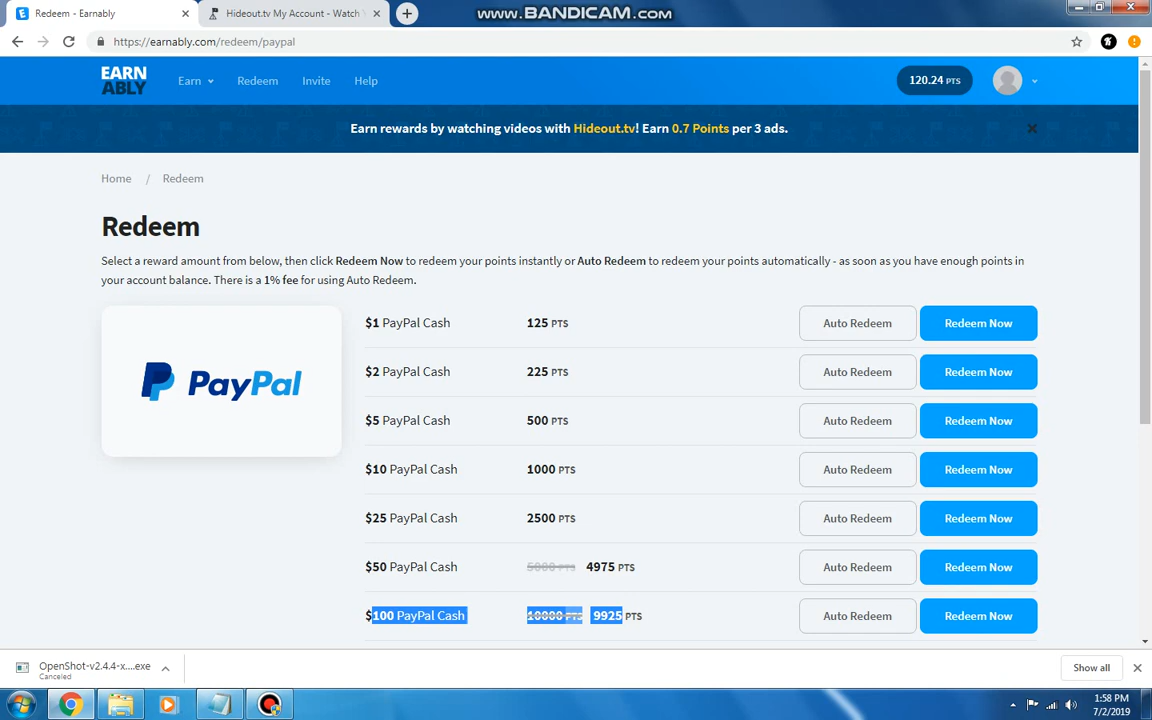 Redeem - Earnably
Hideout.tv My Account - Watch
www.BANDICAM.com
https://earnably.com/redeem/paypal
EARN
ABLY
Earn
Redeem
Invite
Help
120.24 PTS
Earn rewards by watching videos with Hideout.tv! Earn 0.7 Points per 3 ads.
Home / Redeem
Redeem
Select a reward amount from below, then click Redeem Now to redeem your points instantly or Auto Redeem to redeem your points automatically - as soon as you have enough points in
your account balance. There is a 1% fee for using Auto Redeem.
PayPal
$1 PayPal Cash 125 PTS Auto Redeem Redeem Now
$2 PayPal Cash 225 PTS Auto Redeem Redeem Now
$5 PayPal Cash 500 PTS Auto Redeem Redeem Now
$10 PayPal Cash 1000 PTS Auto Redeem Redeem Now
$25 PayPal Cash 2500 PTS Auto Redeem Redeem Now
$50 PayPal Cash 5000 PTS 4975 PTS Auto Redeem Redeem Now
$100 PayPal Cash 10000 PTS 9925 PTS Auto Redeem Redeem Now
OpenShot-v2.4.4-x....exe
Canceled
Show all
1:58 PM
7/2/2019